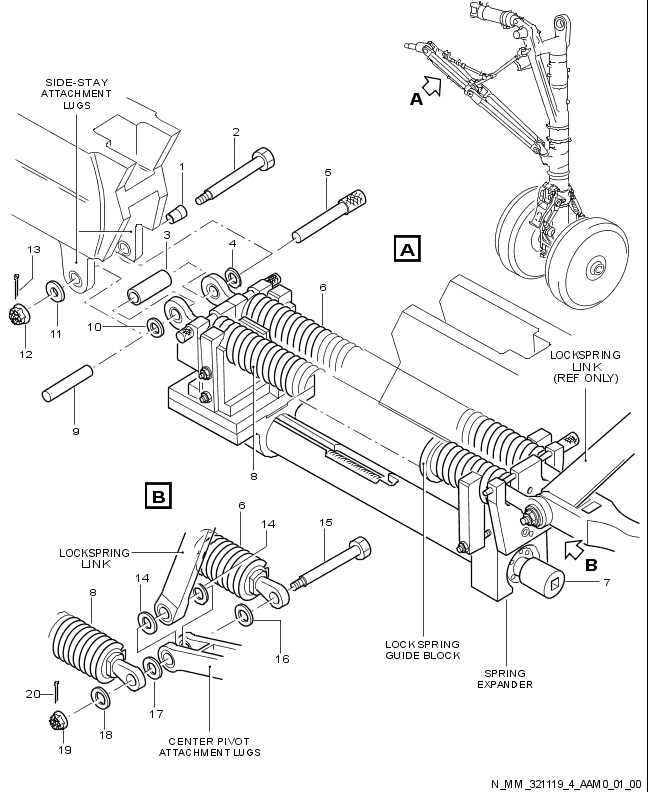 SIDE-STAY
ATTACHMENT
LUGS
A
2
1
5
13
3
4
A
6
11
10
12
LOCKSPRING
LINK
(REF ONLY)
9
8
B
6
14
15
B
LOCKSPRING
LINK
14
7
8
16
LOCKSPRING
GUIDE BLOCK
SPRING
EXPANDER
20
17
18
19
CENTER PIVOT
ATTACHMENT LUGS
N_MM_321119_4_AAM0_01_00